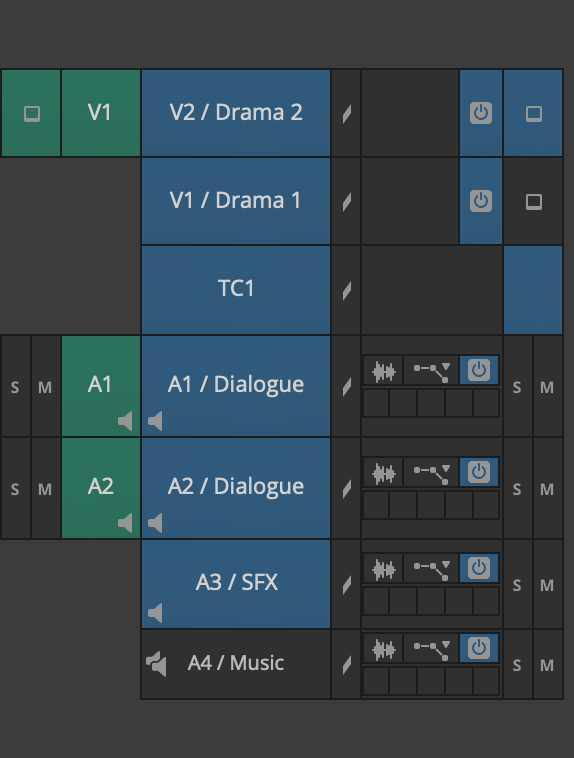 V1 V2 / Drama 2
V1 / Drama 1
TC1
S M A1 A1 / Dialogue S M
S M A2 A2 / Dialogue S M
A3 / SFX S M
A4 / Music S M